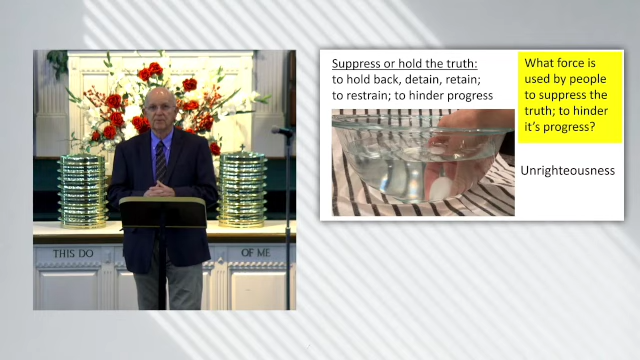 Suppress or hold the truth:
to hold back, detain, retain;
to restrain; to hinder progress
What force is
used by people
to suppress the
truth; to hinder
it's progress?
Unrighteousness
THIS DO
OF ME